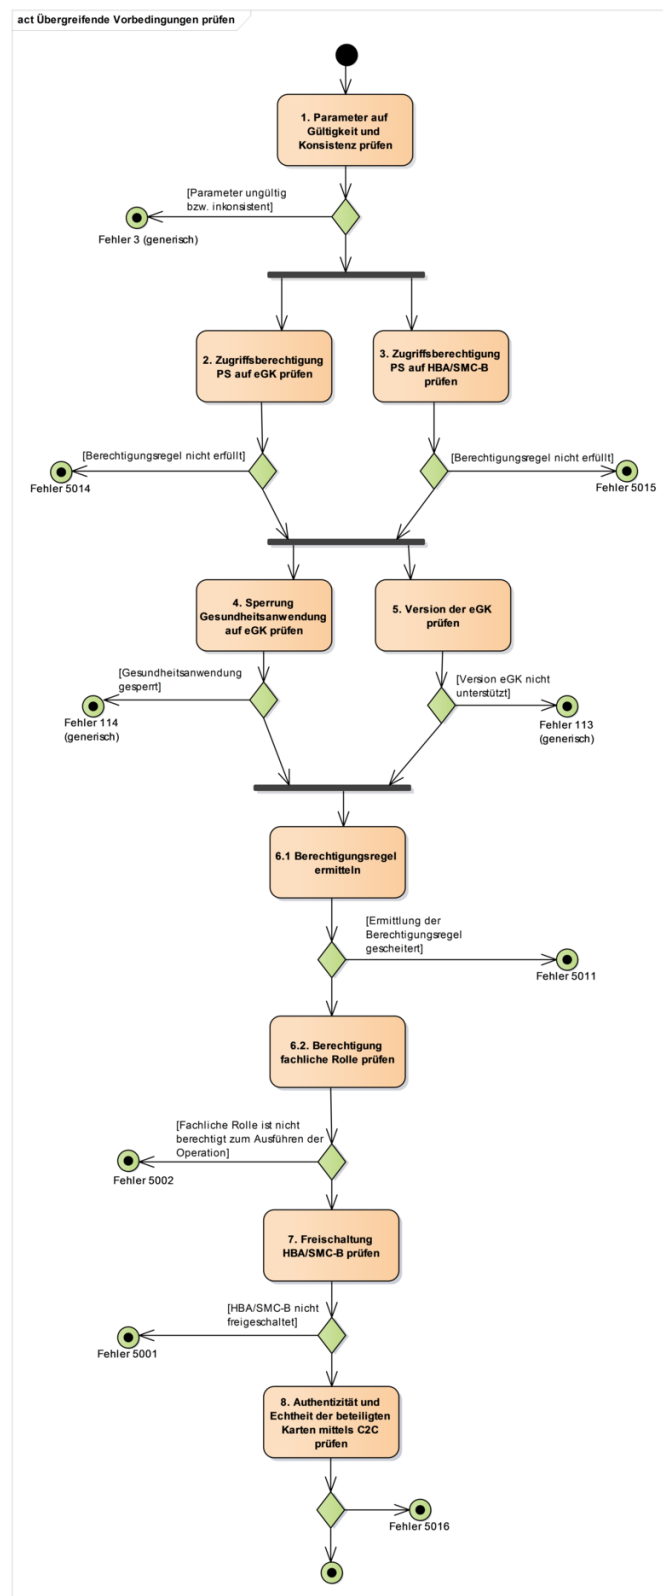 act Übergreifende Vorbedingungen prüfen
1. Parameter auf
Gültigkeit und
Konsistenz prüfen
[Parameter ungültig
bzw. inkonsistent]
Fehler 3 (generisch)
2. Zugriffsberechtigung
PS auf eGK prüfen
3. Zugriffsberechtigung
PS auf HBA/SMC-B
prüfen
[Berechtigungsregel nicht erfüllt]
Fehler 5014
[Berechtigungsregel nicht erfüllt]
Fehler 5015
4. Sperrung
Gesundheitsanwendung
auf eGK prüfen
5. Version der eGK
prüfen
[Gesundheitsanwendung
gesperrt]
Fehler 114
(generisch)
[Version eGK nicht
unterstützt]
Fehler 113
(generisch)
6.1 Berechtigungsregel
ermitteln
[Ermittlung der
Berechtigungsregel
gescheitert]
Fehler 5011
6.2. Berechtigung
fachliche Rolle prüfen
[Fachliche Rolle ist nicht
berechtigt zum Ausführen der
Operation]
Fehler 5002
7. Freischaltung
HBA/SMC-B prüfen
[HBA/SMC-B nicht
freigeschaltet]
Fehler 5001
8. Authentizität und
Echtheit der beteiligten
Karten mittels C2C
prüfen
Fehler 5016